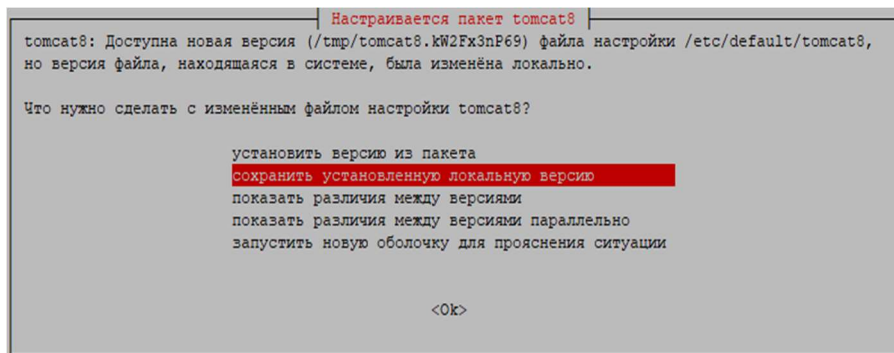 Настраивается пакет tomcat8
tomcat8: Доступна новая версия (/tmp/tomcat8.kW2Fx3nP69) файла настройки /etc/default/tomcat8,
но версия файла, находящаяся в системе, была изменёна локально.
Что нужно сделать с изменённым файлом настройки tomcat8?
установить версию из пакета
сохранить установленную локальную версию
показать различия между версиями
показать различия между версиями параллельно
запустить новую оболочку для прояснения ситуации
<Ok>